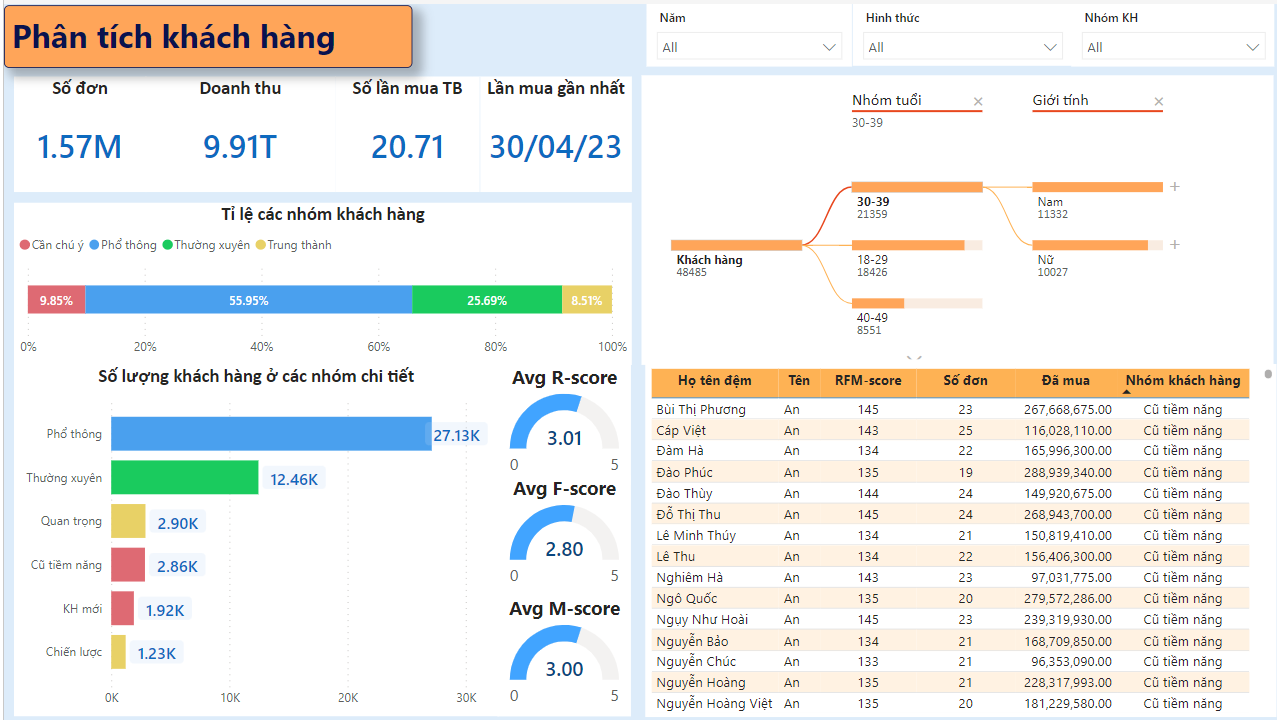 Phân tích khách hàng
Năm
Hình thức
Nhóm KH
All
All
All
Số đơn
Doanh thu
Số lần mua TB
Lần mua gần nhất
1.57M
9.91T
20.71
30/04/23
Tỉ lệ các nhóm khách hàng
Cần chú ý Phổ thông Thường xuyên Trung thành
9.85% 55.95% 25.69% 8.51%
0% 20% 40% 60% 80% 100%
Nhóm tuổi
30-39
Giới tính
Khách hàng
48485
30-39
21359
18-29
18426
40-49
8551
Nam
11332
Nữ
10027
Số lượng khách hàng ở các nhóm chi tiết
Phổ thông 27.13K
Thường xuyên 12.46K
Quan trọng 2.90K
Cũ tiềm năng 2.86K
KH mới 1.92K
Chiến lược 1.23K
0K 10K 20K 30K
Avg R-score
3.01
0 5
Avg F-score
2.80
0 5
Avg M-score
3.00
0 5
Họ tên đệm Tên RFM-score Số đơn Đã mua Nhóm khách hàng
Bùi Thị Phương An 145 23 267,668,675.00 Cũ tiềm năng
Cáp Việt An 143 25 116,028,110.00 Cũ tiềm năng
Đàm Hà An 134 22 165,996,300.00 Cũ tiềm năng
Đào Phúc An 135 19 288,939,340.00 Cũ tiềm năng
Đào Thùy An 144 24 149,920,675.00 Cũ tiềm năng
Đỗ Thị Thu An 145 24 268,943,700.00 Cũ tiềm năng
Lê Minh Thúy An 134 21 150,819,410.00 Cũ tiềm năng
Lê Thu An 134 22 156,406,300.00 Cũ tiềm năng
Nghiêm Hà An 143 23 97,031,775.00 Cũ tiềm năng
Ngô Quốc An 135 20 279,572,286.00 Cũ tiềm năng
Ngụy Như Hoài An 145 23 239,319,930.00 Cũ tiềm năng
Nguyễn Bảo An 134 21 168,709,850.00 Cũ tiềm năng
Nguyễn Chúc An 133 21 96,353,090.00 Cũ tiềm năng
Nguyễn Hoàng An 135 21 228,317,993.00 Cũ tiềm năng
Nguyễn Hoàng Việt An 135 20 181,229,580.00 Cũ tiềm năng